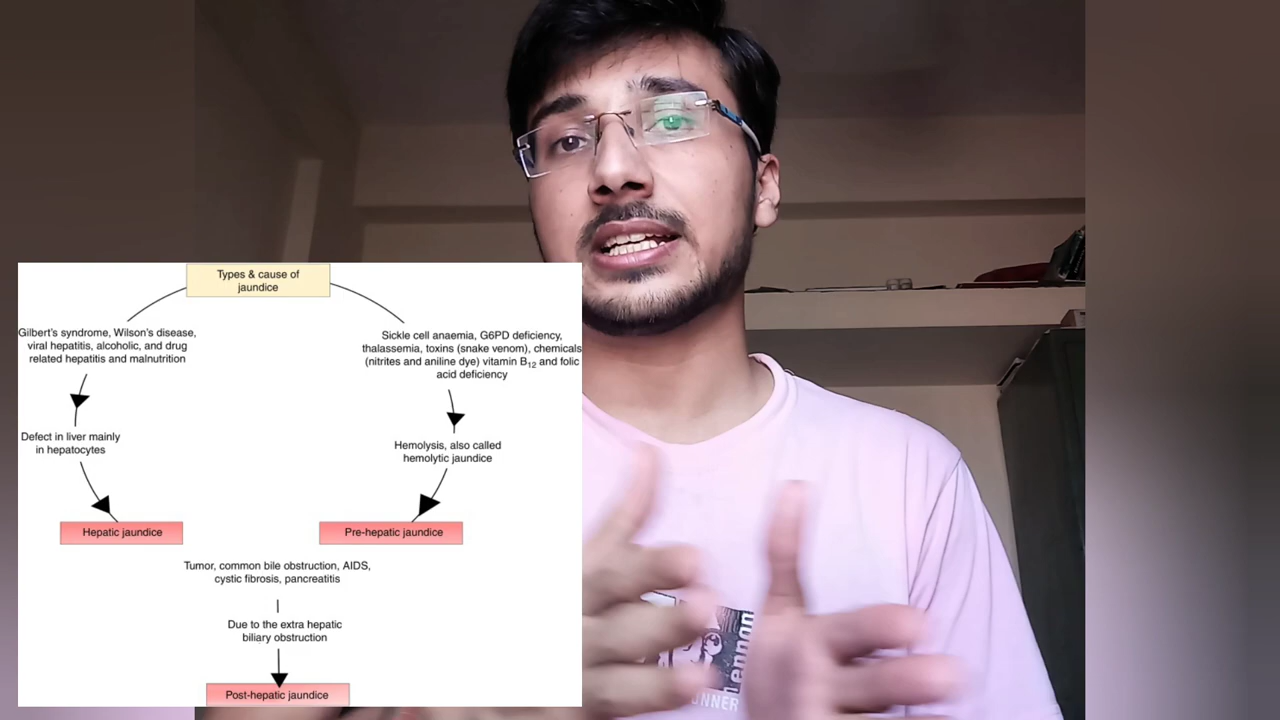 Types & cause of
jaundice
Gilbert's syndrome, Wilson's disease,
viral hepatitis, alcoholic, and drug
related hepatitis and malnutrition
Sickle cell anaemia, G6PD deficiency,
thalassemia, toxins (snake venom), chemicals
(nitrites and aniline dye) vitamin B12 and folic
acid deficiency
Defect in liver mainly
in hepatocytes
Hemolysis, also called
hemolytic jaundice
Hepatic jaundice
Pre-hepatic jaundice
Tumor, common bile obstruction, AIDS,
cystic fibrosis, pancreatitis
Due to the extra hepatic
biliary obstruction
Post-hepatic jaundice